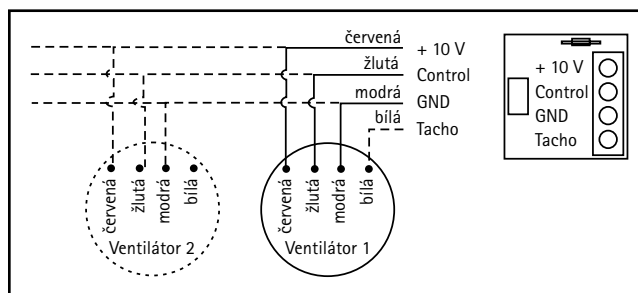 červená
+ 10 V
žlutá
Control
modrá
GND
bílá
Tacho
+ 10 V
Control
GND
Tacho
červená
žlutá
modrá
bílá
Ventilátor 2
červená
žlutá
modrá
bílá
Ventilátor 1